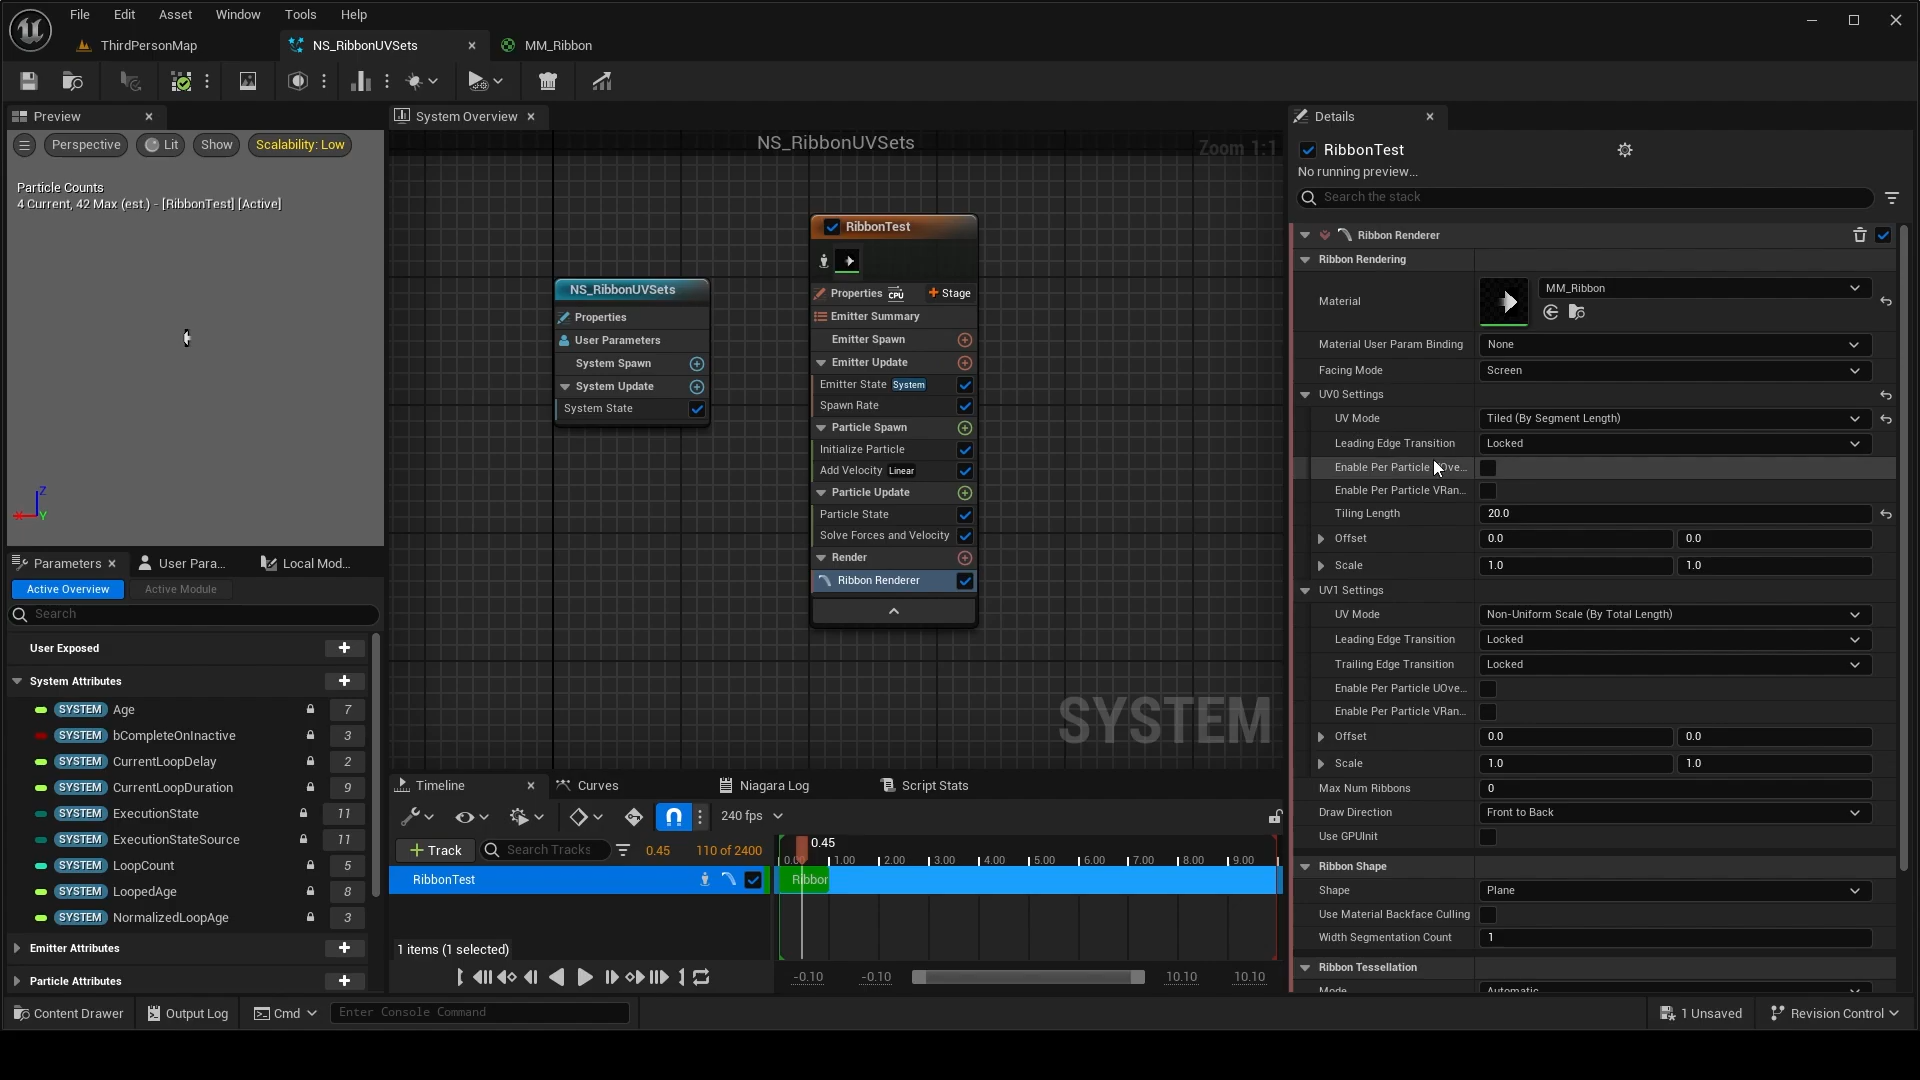 File Edit Asset Window Tools Help
ThirdPersonMap NS_RibbonUVSets MM_Ribbon
Preview System Overview Details
Perspective Lit Show Scalability: Low
Particle Counts
4 Current, 42 Max (est.) - [RibbonTest] [Active]
Z
X
Y
Parameters User Para... Local Mod...
Active Overview Active Module
Search
User Exposed
System Attributes
SYSTEM Age 7
SYSTEM bCompleteOnInactive 3
SYSTEM CurrentLoopDelay 2
SYSTEM CurrentLoopDuration 9
SYSTEM ExecutionState 11
SYSTEM ExecutionStateSource 11
SYSTEM LoopCount 5
SYSTEM LoopedAge 8
SYSTEM NormalizedLoopAge 3
Emitter Attributes
Particle Attributes
NS_RibbonUVSets
Zoom 1:1
NS_RibbonUVSets
Properties
User Parameters
System Spawn
System Update
System State
RibbonTest
Properties CPU Stage
Emitter Summary
Emitter Spawn
Emitter Update
Emitter State System
Spawn Rate
Particle Spawn
Initialize Particle
Add Velocity Linear
Particle Update
Particle State
Solve Forces and Velocity
Render
Ribbon Renderer
SYSTEM
Timeline Curves Niagara Log Script Stats
240 fps
Track Search Tracks 0.45 110 of 2400
0.45
0.00 1.00 2.00 3.00 4.00 5.00 6.00 7.00 8.00 9.00
RibbonTest Ribbor
1 items (1 selected)
-0.10 -0.10 10.10 10.10
RibbonTest
No running preview...
Search the stack
Ribbon Renderer
Ribbon Rendering
Material MM_Ribbon
Material User Param Binding None
Facing Mode Screen
UV0 Settings
UV Mode Tiled (By Segment Length)
Leading Edge Transition Locked
Enable Per Particle UOve...
Enable Per Particle VRan...
Tiling Length 20.0
Offset 0.0 0.0
Scale 1.0 1.0
UV1 Settings
UV Mode Non-Uniform Scale (By Total Length)
Leading Edge Transition Locked
Trailing Edge Transition Locked
Enable Per Particle UOve...
Enable Per Particle VRan...
Offset 0.0 0.0
Scale 1.0 1.0
Max Num Ribbons 0
Draw Direction Front to Back
Use GPUInit
Ribbon Shape
Shape Plane
Use Material Backface Culling
Width Segmentation Count 1
Ribbon Tessellation
Mode Automatic
Content Drawer Output Log Cmd Enter Console Command 1 Unsaved Revision Control